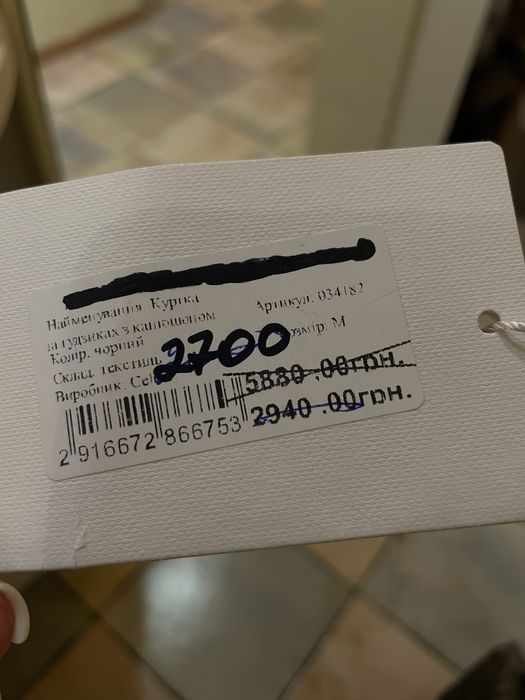 Найменування: Куртка
на гудзиках з капюшоном
Артикул: 034182
Колір: чорний
Розмір: M
Склад: текстиль
2700
Виробник:
5880.00грн.
2940.00грн.
2 916672 866753